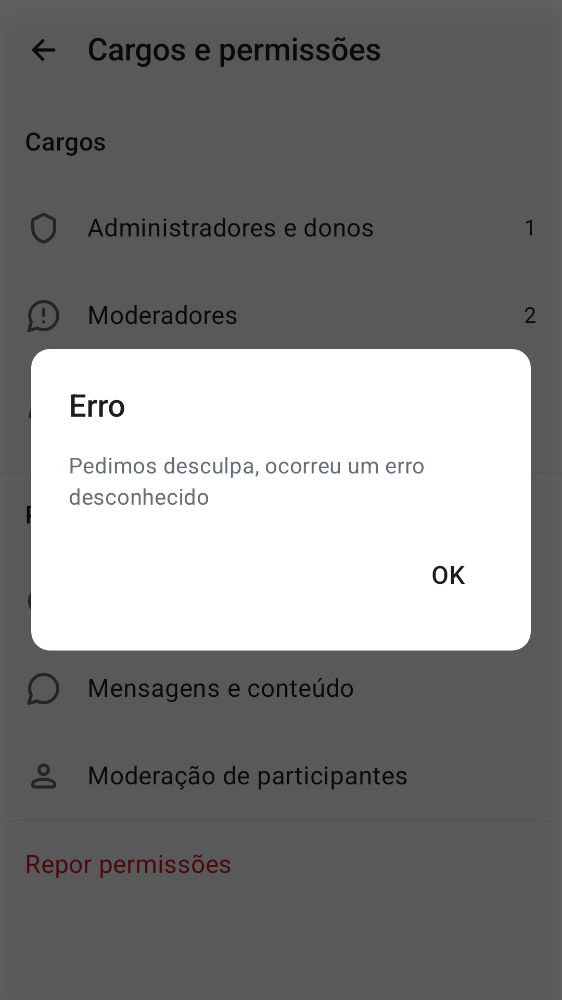 Cargos e permissões
Cargos
Administradores e donos
1
Moderadores
2
Erro
Pedimos desculpa, ocorreu um erro
desconhecido
OK
Mensagens e conteúdo
Moderação de participantes
Repor permissões